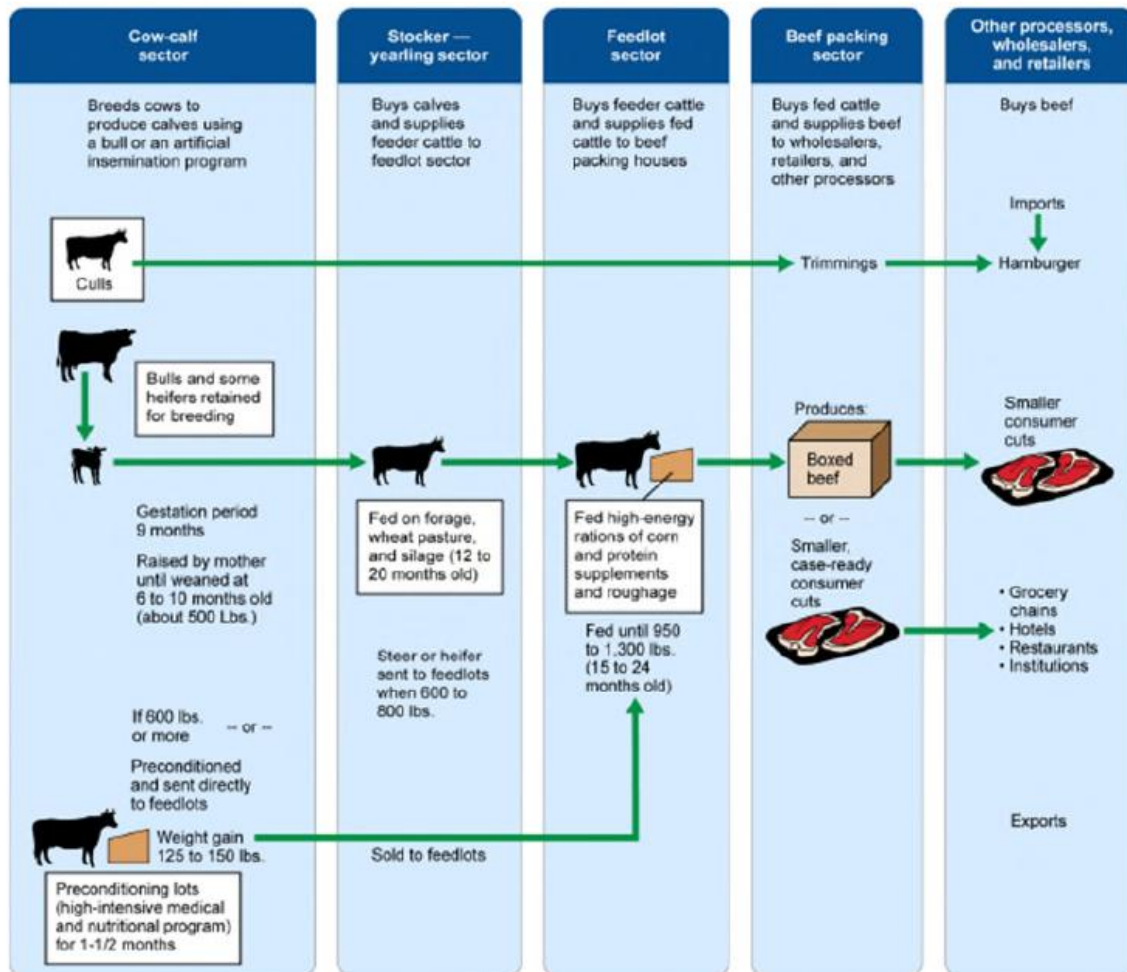 Cow-calf
sector
Breeds cows to
produce calves using
a bull or an artificial
insemination program
Culls
Bulls and some
heifers retained
for breeding
Gestation period
9 months
Raised by mother
until weaned at
6 to 10 months old
(about 500 Lbs.)
If 600 lbs.
or more
-- or --
Preconditioned
and sent directly
to feedlots
Weight gain
125 to 150 lbs.
Preconditioning lots
(high-intensive medical
and nutritional program)
for 1-1/2 months
Stocker —
yearling sector
Buys calves
and supplies
feeder cattle to
feedlot sector
Fed on forage,
wheat pasture,
and silage (12 to
20 months old)
Steer or heifer
sent to feedlots
when 600 to
800 lbs.
Sold to feedlots
Feedlot
sector
Buys feeder cattle
and supplies fed
cattle to beef
packing houses
Fed high-energy
rations of corn
and protein
supplements
and roughage
Fed until 950
to 1,300 lbs.
(15 to 24
months old)
Beef packing
sector
Buys fed cattle
and supplies beef
to wholesalers,
retailers, and
other processors
Trimmings
Produces:
Boxed
beef
-- or --
Smaller,
case-ready
consumer
cuts
Other processors,
wholesalers,
and retailers
Buys beef
Imports
Hamburger
Smaller
consumer
cuts
• Grocery
chains
• Hotels
• Restaurants
• Institutions
Exports